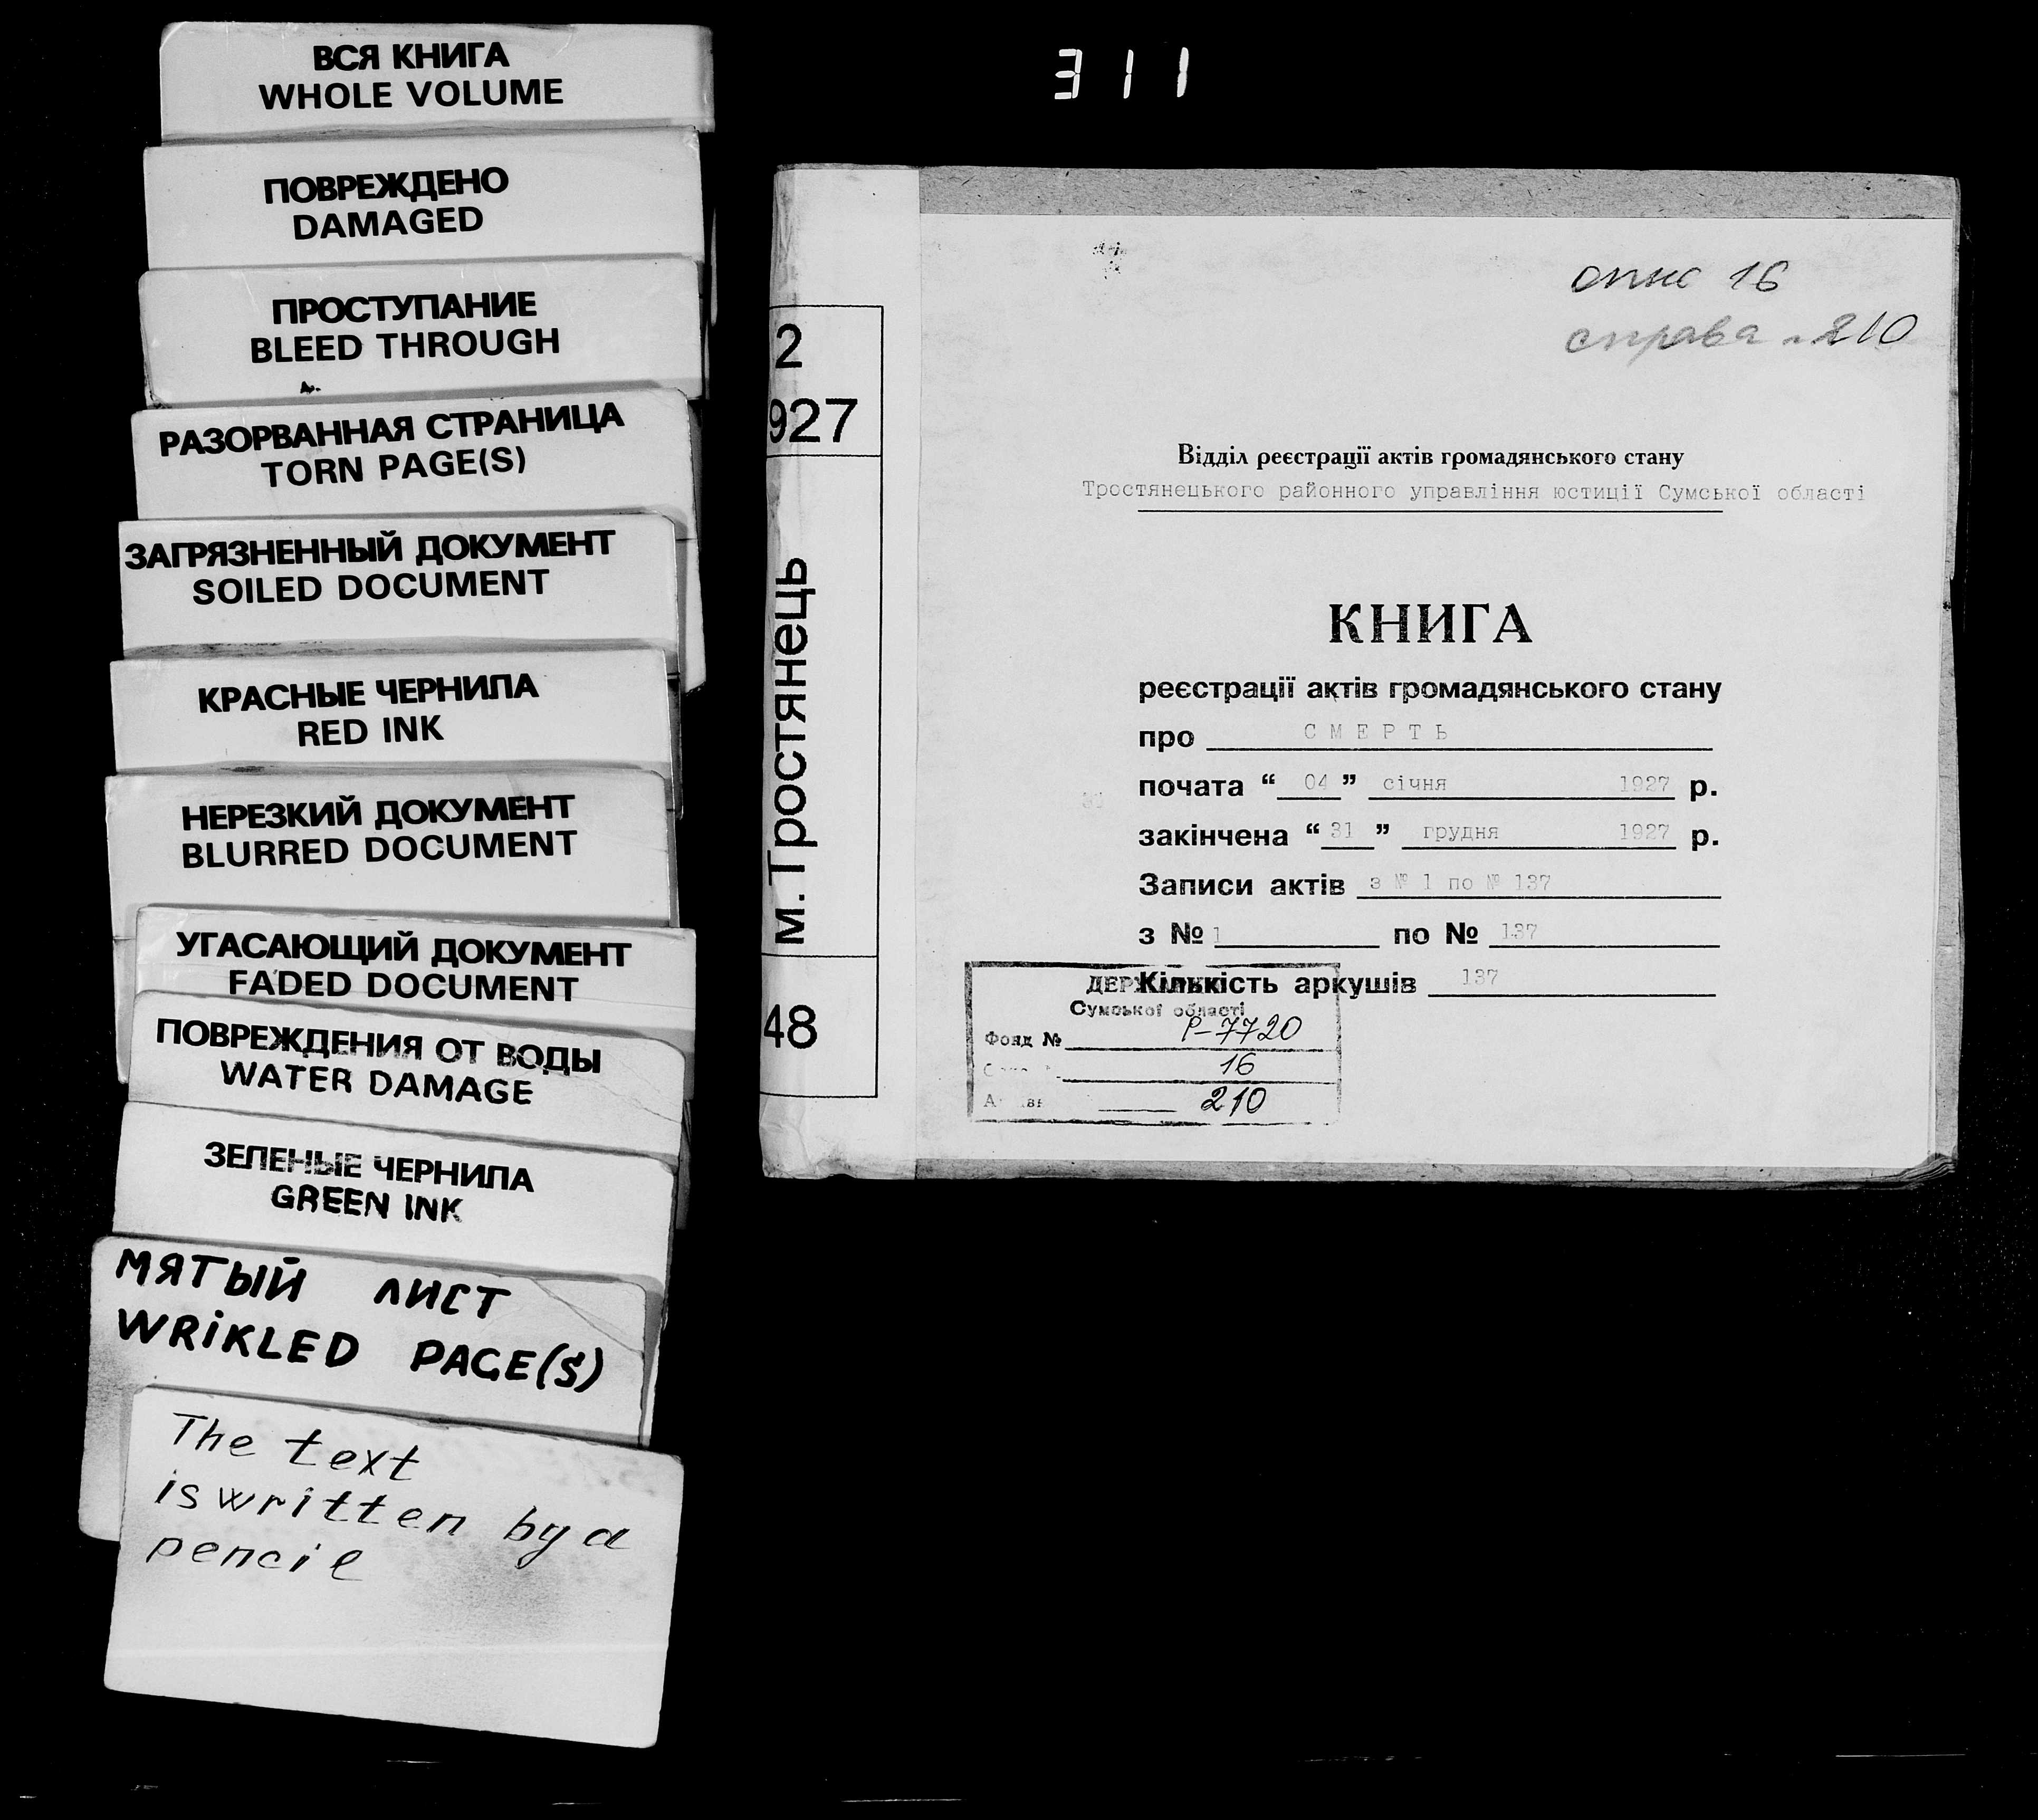 ВСЯ КНИГА
WHOLE VOLUME
ПОВРЕЖДЕНО
DAMAGED
ПРОСТУПАНИЕ
BLEED THROUGH
РАЗОРВАННАЯ СТРАНИЦА
TORN PAGE(S)
ЗАГРЯЗНЕННЫЙ ДОКУМЕНТ
SOILED DOCUMENT
КРАСНЫЕ ЧЕРНИЛА
RED INK
НЕРЕЗКИЙ ДОКУМЕНТ
BLURRED DOCUMENT
УГАСАЮЩИЙ ДОКУМЕНТ
FADED DOCUMENT
ПОВРЕЖДЕНИЯ ОТ ВОДЫ
WATER DAMAGE
ЗЕЛЕНЫЕ ЧЕРНИЛА
GREEN INK
МЯТЫЙ ЛИСТ
WRIKLED PAGE(S)
The text
is written by a
pencil
311
2
927
м. Тростянець
48
опис 16
справа 210
Відділ реєстрації актів громадянського стану
Тростянецького районного управління юстиції Сумської області
КНИГА
реєстрації актів громадянського стану
про СМЕРТЬ
почата “ 04 ” січня 1927 р.
закінчена “ 31 ” грудня 1927 р.
Записи актів з № 1 по № 137
з № 1 по № 137
Кількість аркушів 137
Сумської області
Фонд № Р-7720
16
210